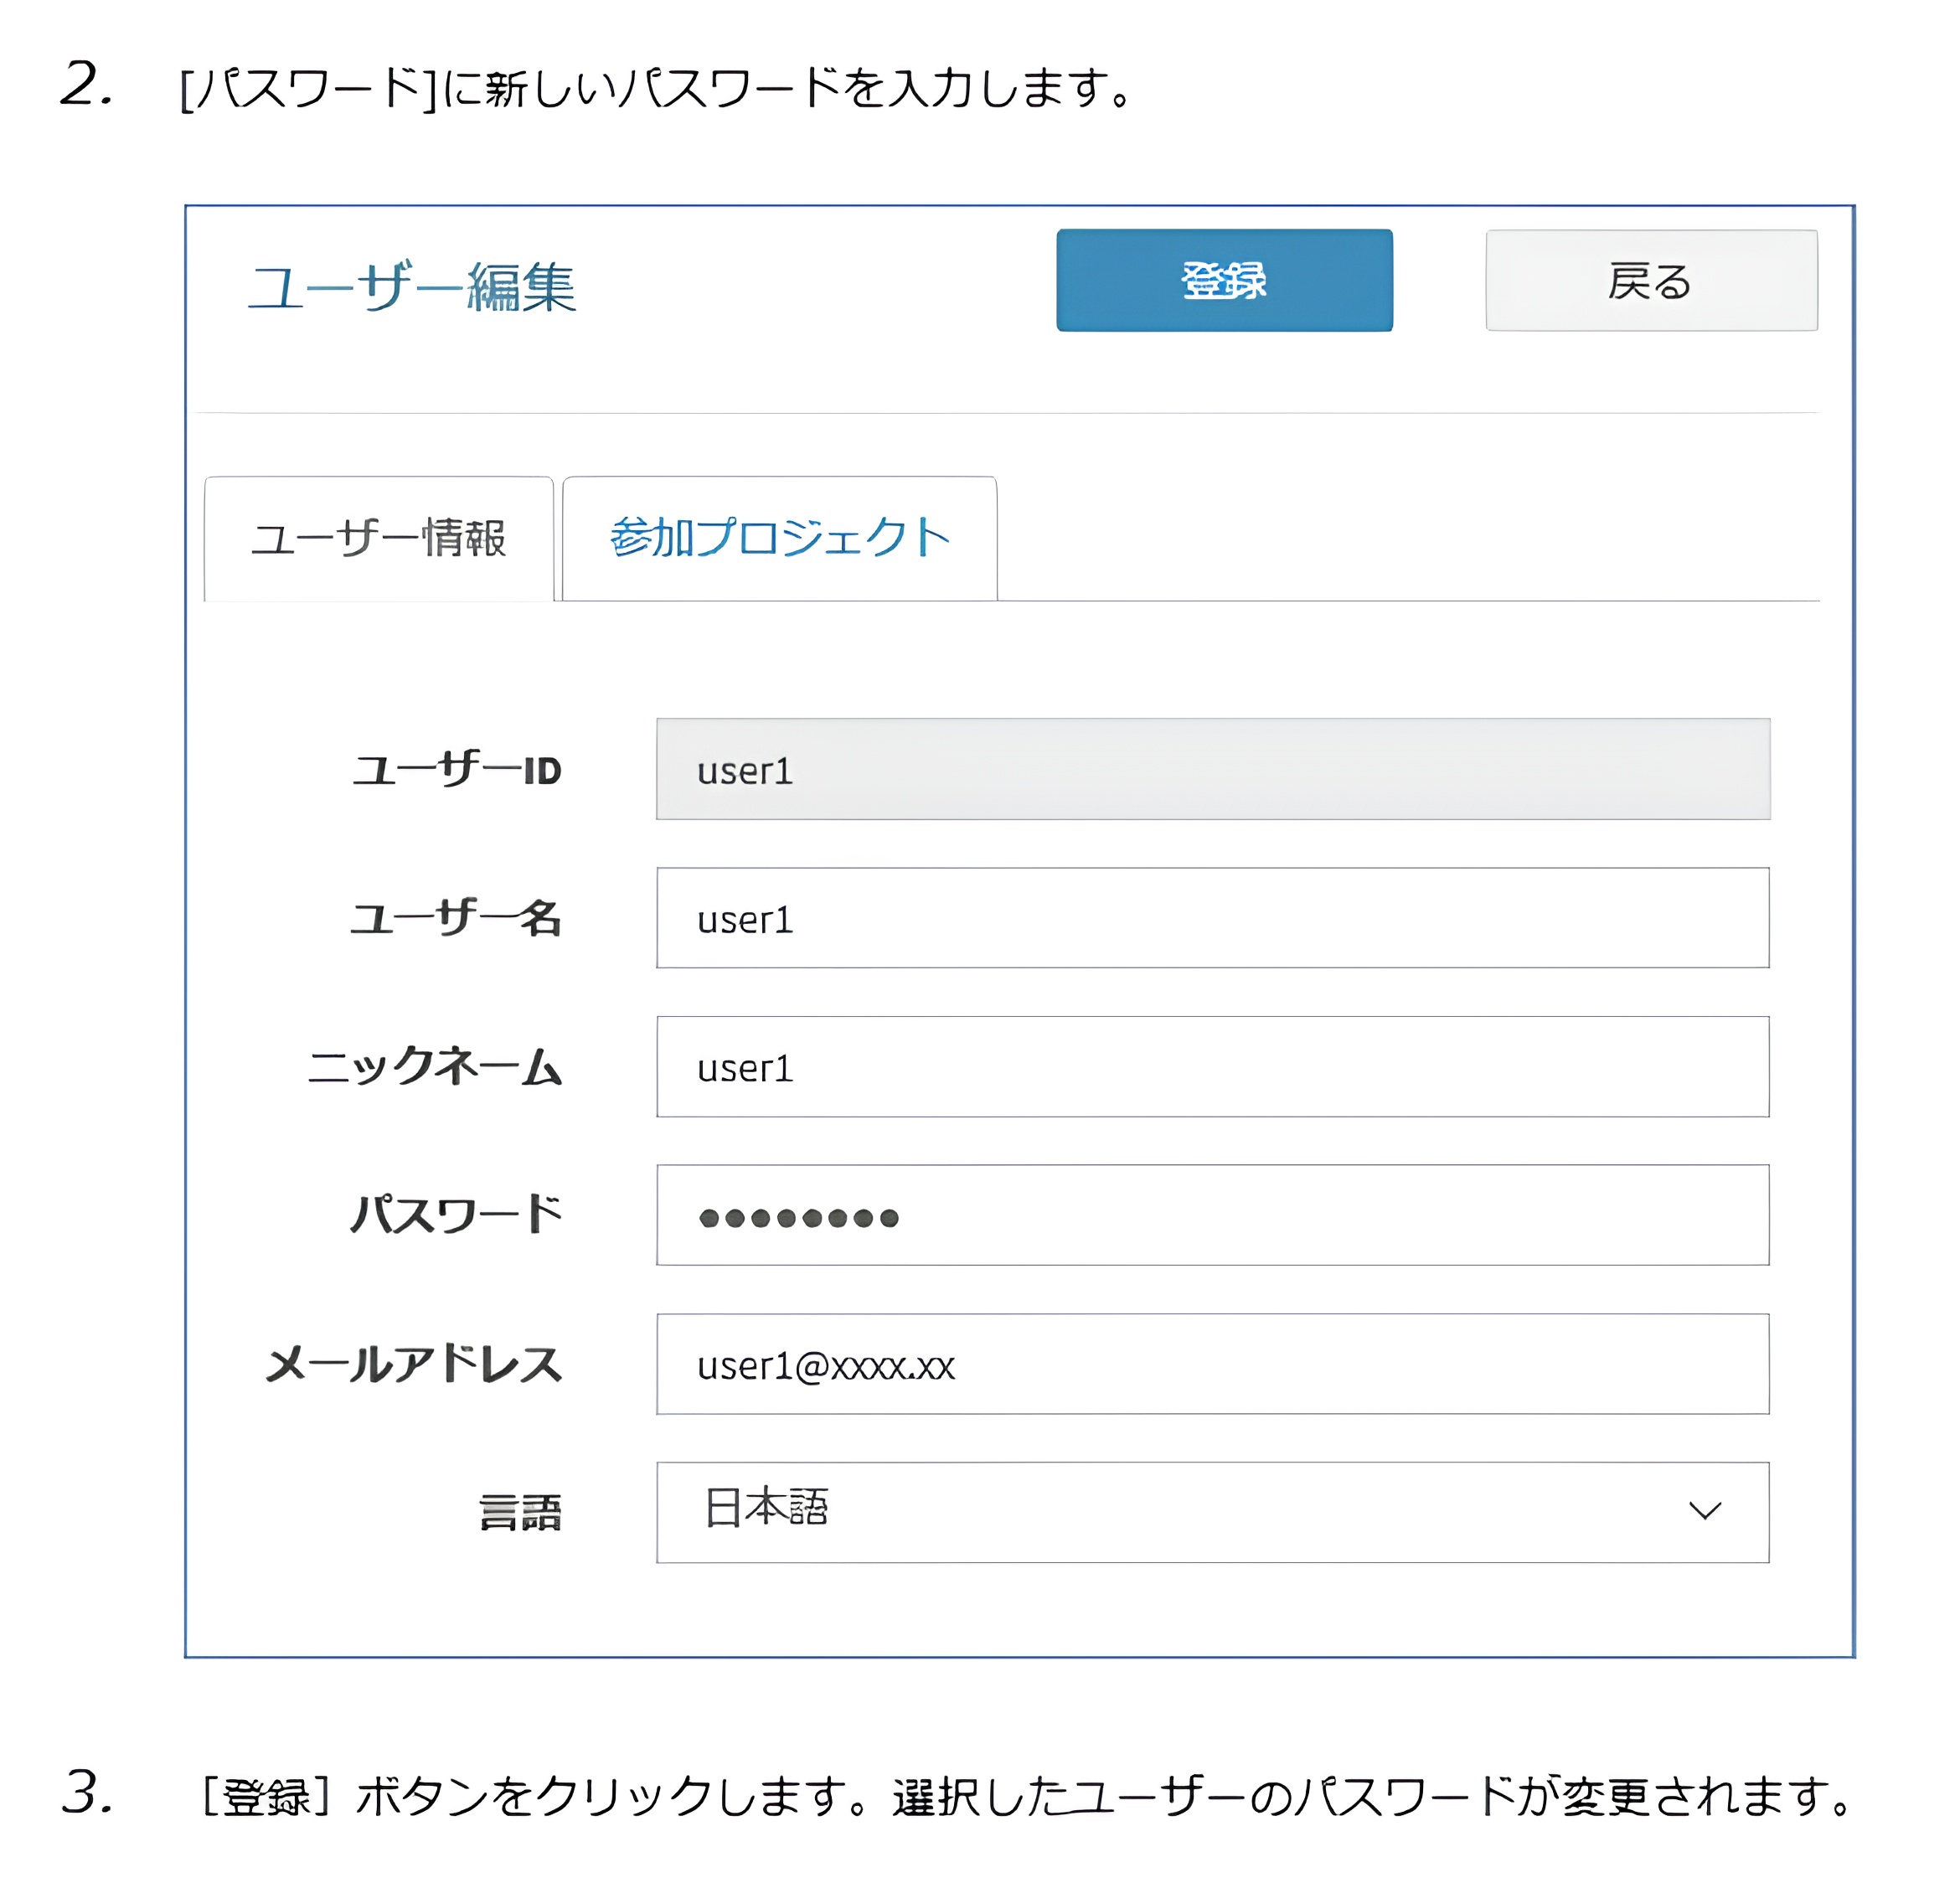 2. [パスワード]に新しいパスワードを入力します。
ユーザー編集 登録 戻る
ユーザー情報 参加プロジェクト
ユーザーID user1
ユーザー名 user1
ニックネーム user1
パスワード ●●●●●●●●
メールアドレス user1@xxxx.xx
言語 日本語
3. [登録] ボタンをクリックします。選択したユーザーのパスワードが変更されます。